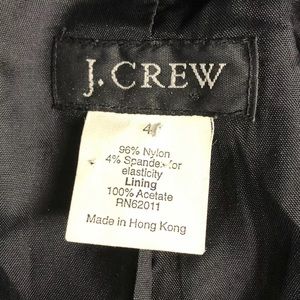 J.CREW
4
96% Nylon
4% Spandex for
elasticity
Lining
100% Acetate
RN62011
Made in Hong Kong